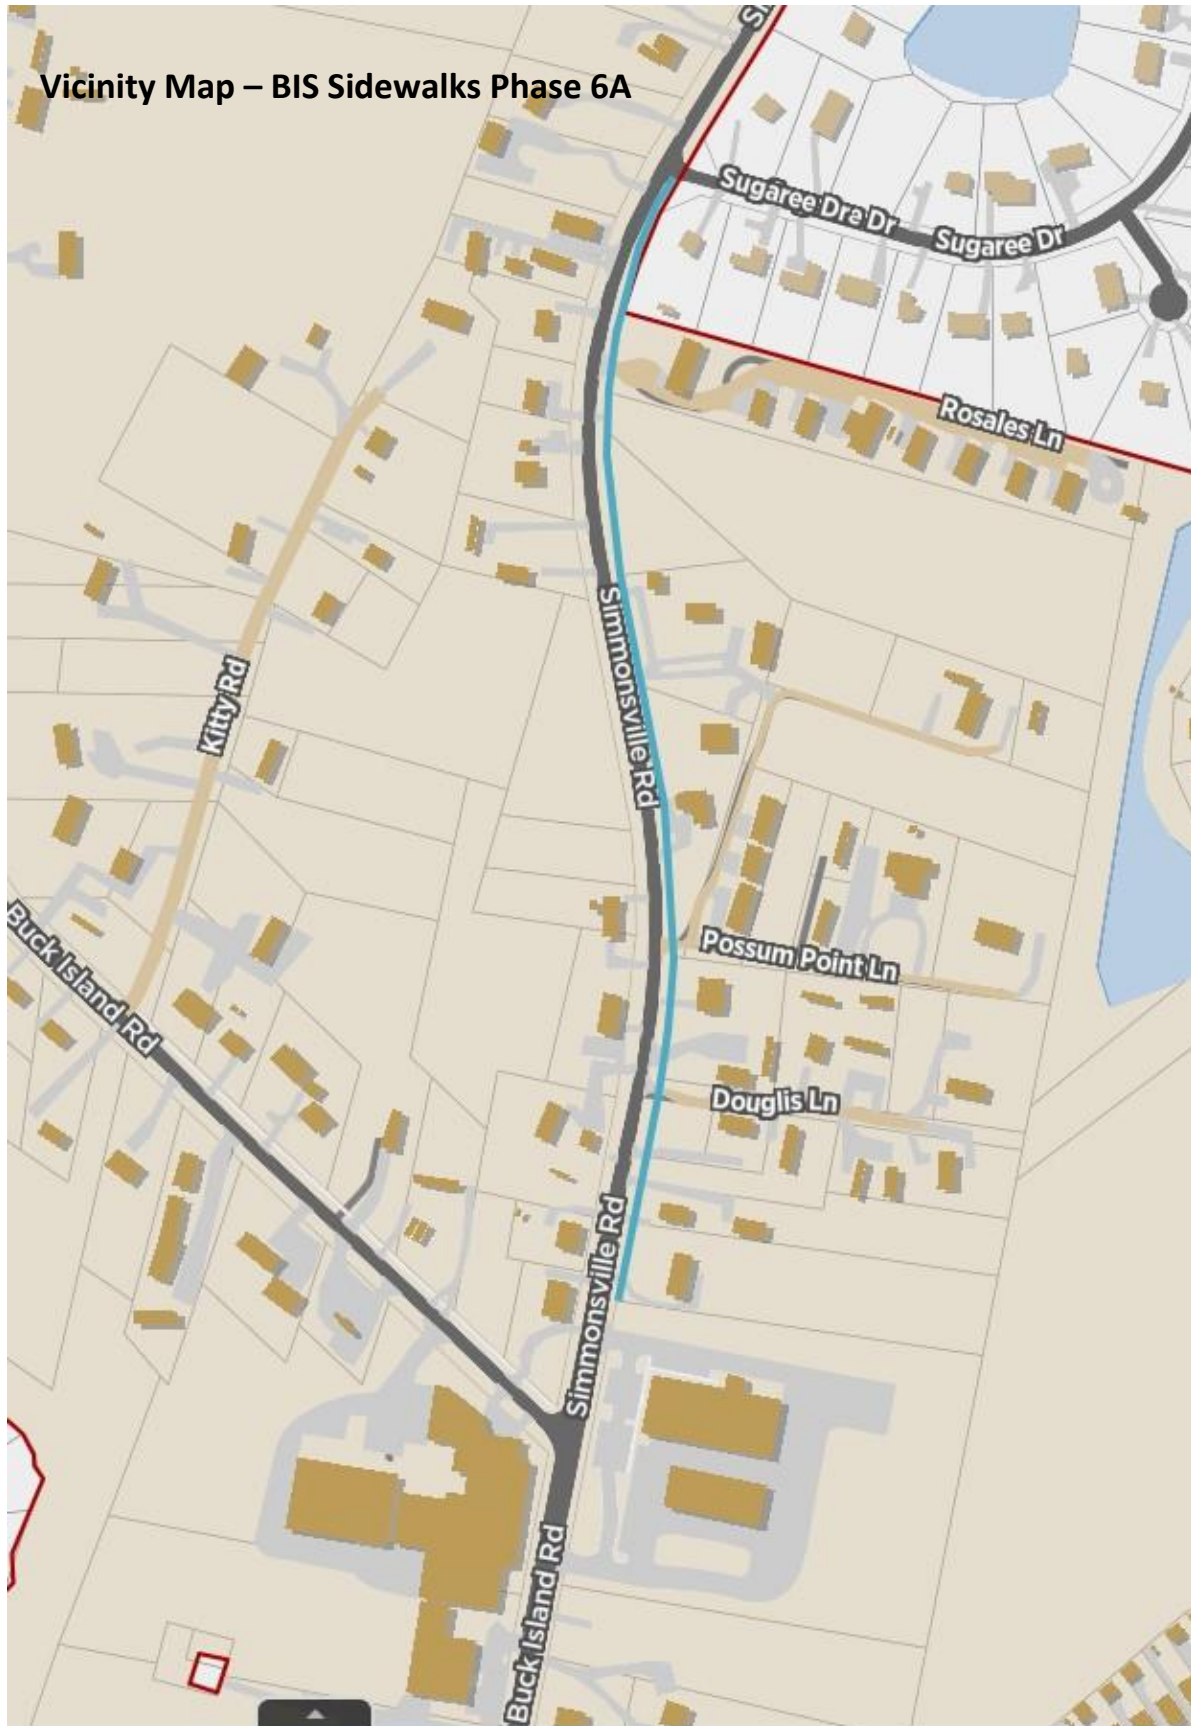 Vicinity Map – BIS Sidewalks Phase 6A
Sugaree Dre Dr
Sugaree Dr
Rosales Ln
Simmonsville Rd
Kitty Rd
Buck Island Rd
Possum Point Ln
Douglis Ln
Simmonsville Rd
Buck Island Rd